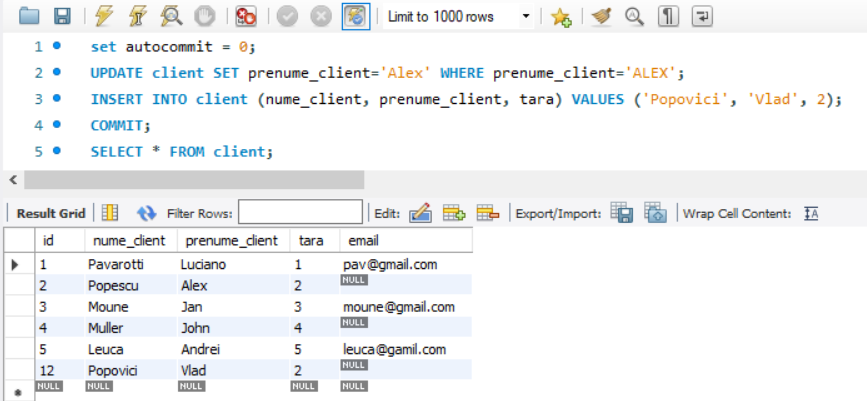 Limit to 1000 rows
1 set autocommit = 0;
2 UPDATE client SET prenume_client='Alex' WHERE prenume_client='ALEX';
3 INSERT INTO client (nume_client, prenume_client, tara) VALUES ('Popovici', 'Vlad', 2);
4 COMMIT;
5 SELECT * FROM client;
Result Grid Filter Rows: Edit: Export/Import: Wrap Cell Content: IA
id nume_client prenume_client tara email
1 Pavarotti Luciano 1 pav@gmail.com
2 Popescu Alex 2 NULL
3 Moune Jan 3 moune@gmail.com
4 Muller John 4 NULL
5 Leuca Andrei 5 leuca@gamil.com
12 Popovici Vlad 2 NULL
NULL NULL NULL NULL NULL